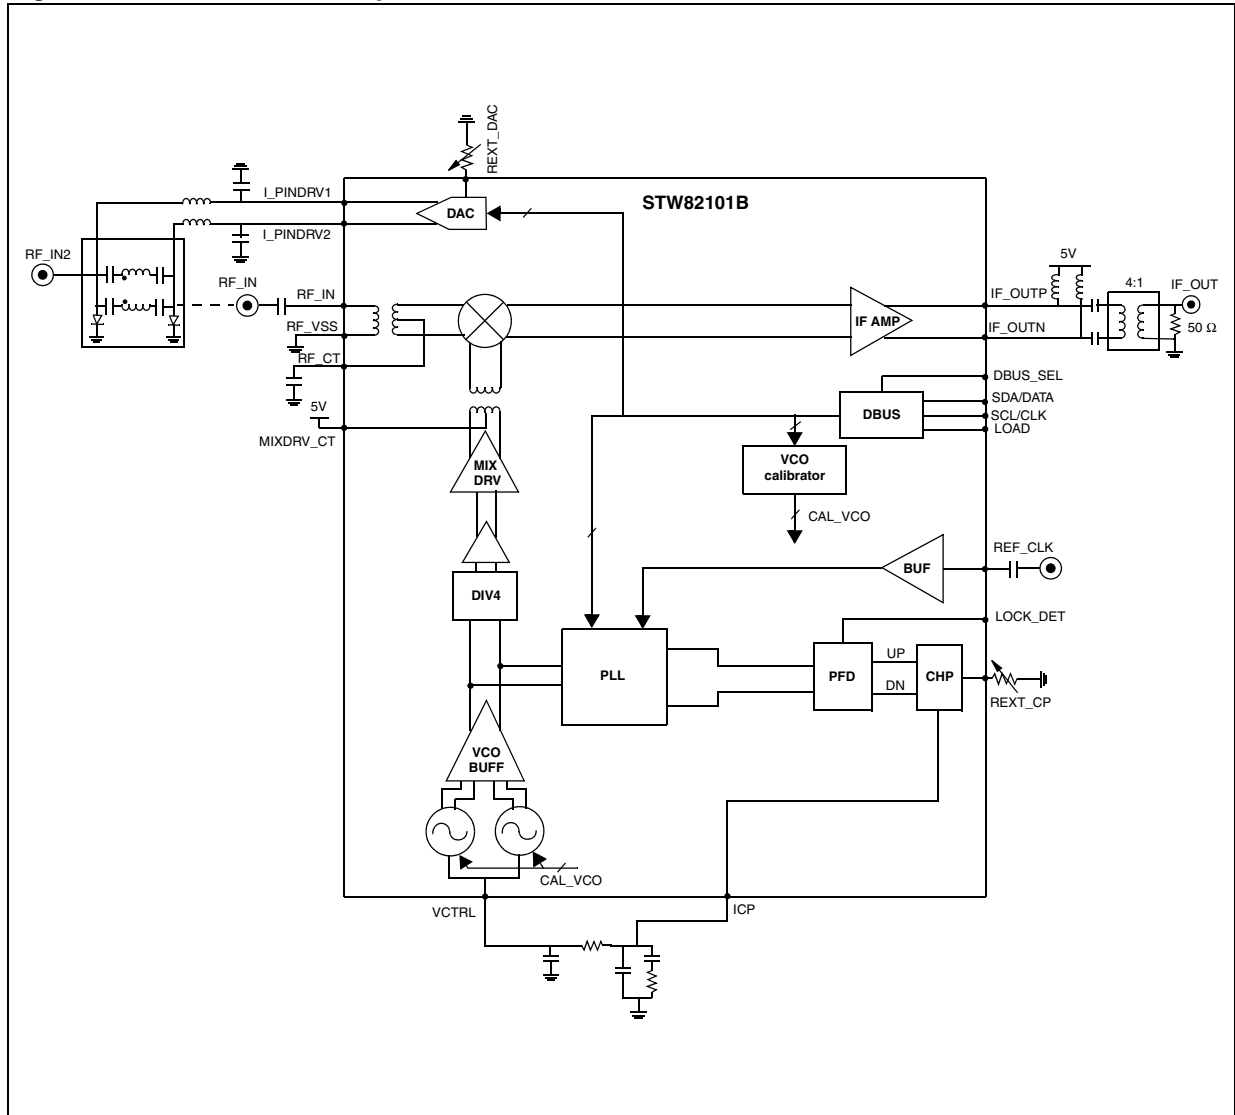 REXT_DAC
I_PINDRV1
DAC
STW82101B
I_PINDRV2
RF_IN2
RF_IN
RF_IN
5V
4:1
IF_OUT
IF_OUTP
IF AMP
50 Ω
RF_VSS
IF_OUTN
RF_CT
DBUS_SEL
SDA/DATA
5V
DBUS
SCL/CLK
LOAD
MIXDRV_CT
MIX
DRV
VCO
calibrator
CAL_VCO
REF_CLK
BUF
DIV4
LOCK_DET
PLL
PFD
UP
DN
CHP
REXT_CP
VCO
BUFF
CAL_VCO
VCTRL
ICP